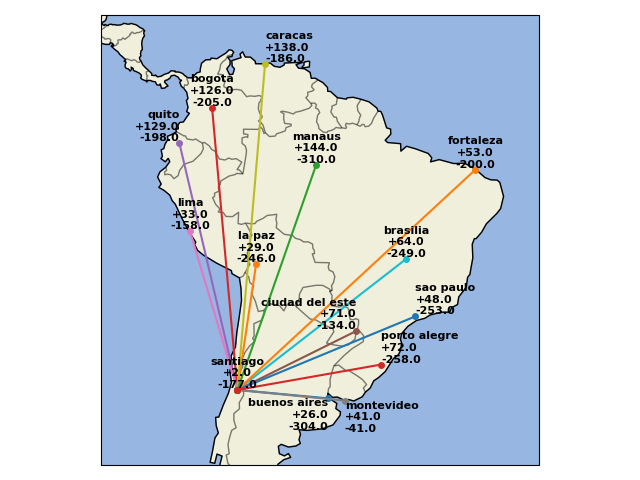 caracas
+138.0
-186.0
bogota
+126.0
-205.0
quito
+129.0
-198.0
manaus
+144.0
-310.0
fortaleza
+53.0
-200.0
lima
+33.0
-158.0
la paz
+29.0
-246.0
brasilia
+64.0
-249.0
ciudad del este
+71.0
-134.0
sao paulo
+48.0
-253.0
porto alegre
+72.0
-258.0
santiago
+2.0
-177.0
buenos aires
+26.0
-304.0
montevideo
+41.0
-41.0